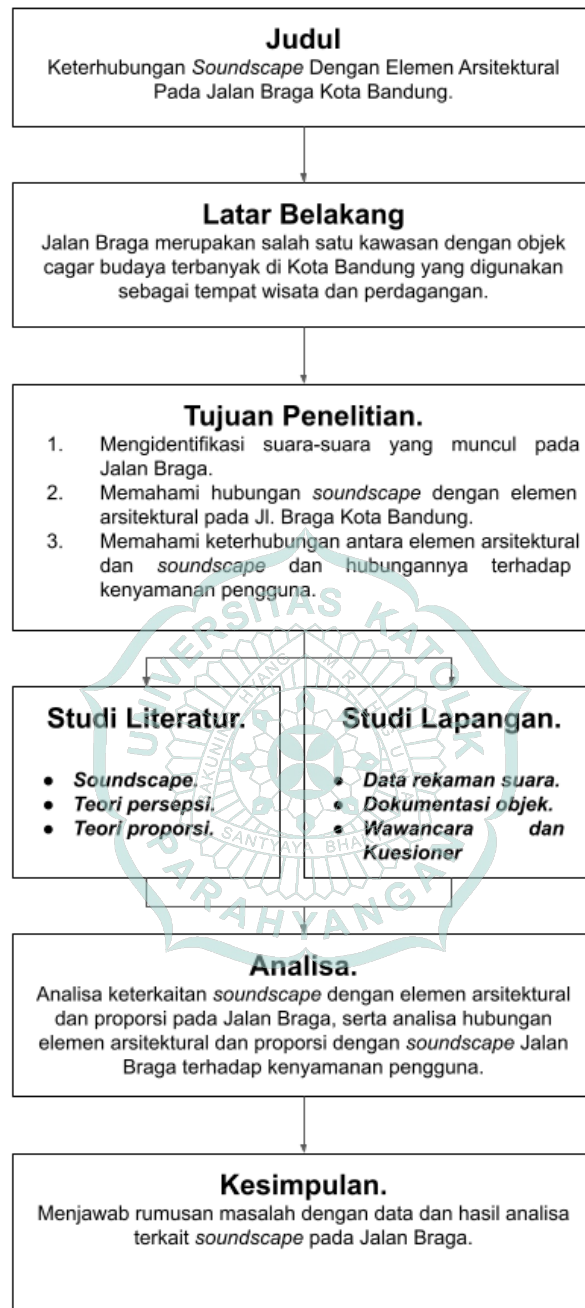 Judul
Keterhubungan Soundscape Dengan Elemen Arsitektural
Pada Jalan Braga Kota Bandung.
Latar Belakang
Jalan Braga merupakan salah satu kawasan dengan objek
cagar budaya terbanyak di Kota Bandung yang digunakan
sebagai tempat wisata dan perdagangan.
Tujuan Penelitian.
1. Mengidentifikasi suara-suara yang muncul pada
Jalan Braga.
2. Memahami hubungan soundscape dengan elemen
arsitektural pada Jl. Braga Kota Bandung.
3. Memahami keterhubungan antara elemen arsitektural
dan soundscape dan hubungannya terhadap
kenyamanan pengguna.
UNIVERSITAS KATOLIK
PARAHYANGAN
Studi Literatur.
● Soundscape.
● Teori persepsi.
● Teori proporsi.
Studi Lapangan.
● Data rekaman suara.
● Dokumentasi objek.
● Wawancara dan
Kuesioner
Analisa.
Analisa keterkaitan soundscape dengan elemen arsitektural
dan proporsi pada Jalan Braga, serta analisa hubungan
elemen arsitektural dan proporsi dengan soundscape Jalan
Braga terhadap kenyamanan pengguna.
Kesimpulan.
Menjawab rumusan masalah dengan data dan hasil analisa
terkait soundscape pada Jalan Braga.